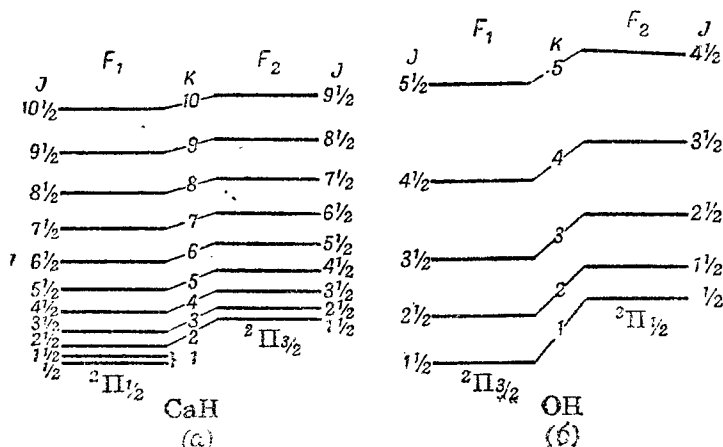 F₁ K F₂
J J
10½ 10 9½
9½ 9 8½
8½ 8 7½
7½ 7 6½
6½ 6 5½
5½ 5 4½
4½ 4 3½
3½ 3 2½
2½ 2 1½
1½ 1
½
²Π½ ²Π3/2
CaH
(a)
F₁ K F₂
J J
5½ 5 4½
4½ 4 3½
3½ 3 2½
2½ 2 1½
1½ 1 ½
²Π3/2 ²Π½
OH
(б)